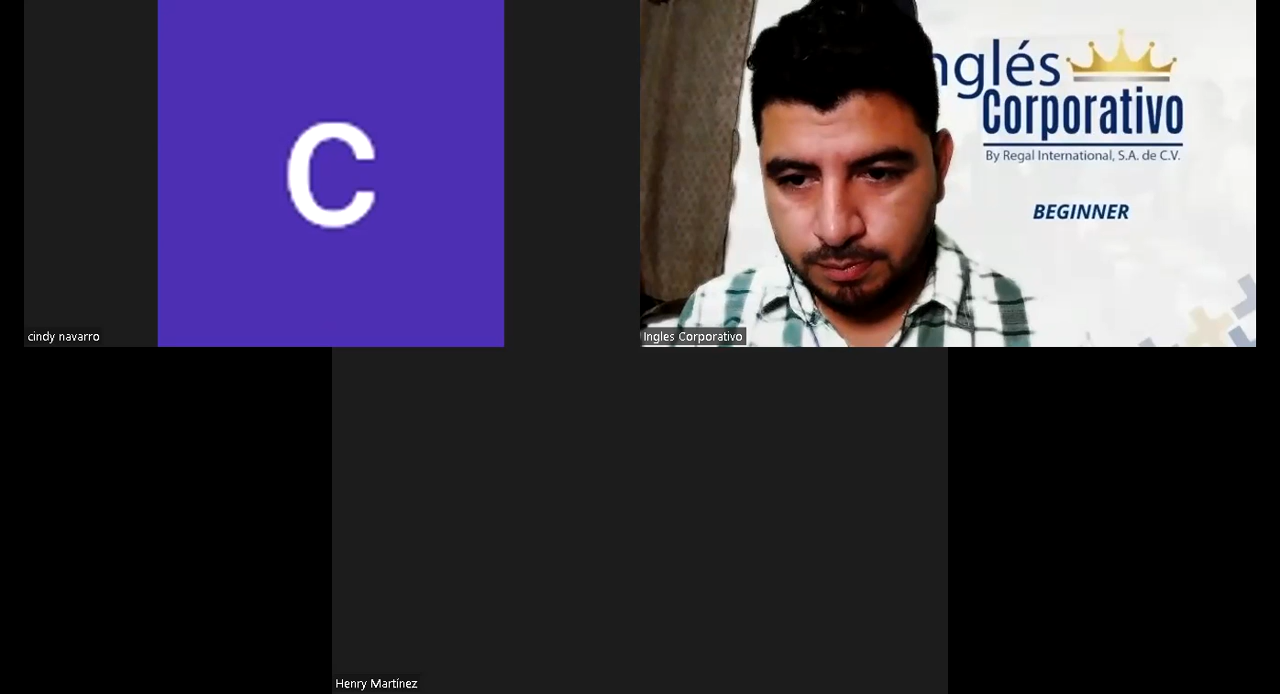 C
cindy navarro
nglés
Corporativo
By Regal International, S.A. de C.V.
BEGINNER
Ingles Corporativo
Henry Martínez